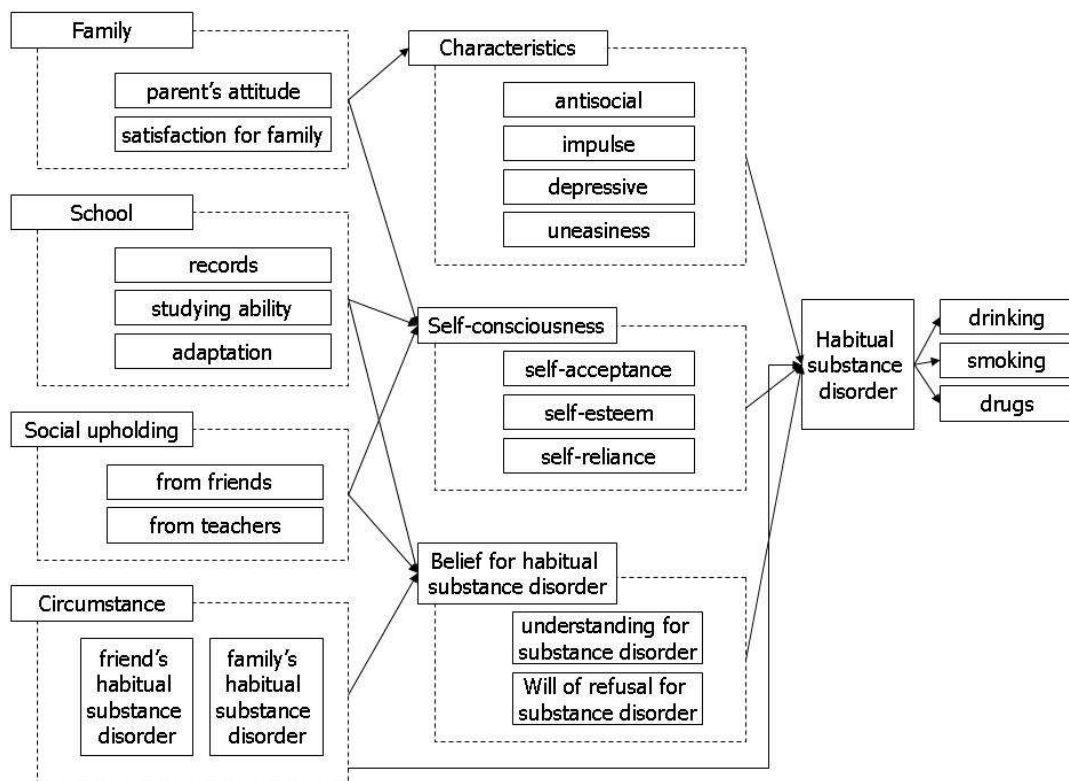 Family
parent's attitude
satisfaction for family
School
records
studying ability
adaptation
Social upholding
from friends
from teachers
Circumstance
friend's
habitual
substance
disorder
family's
habitual
substance
disorder
Characteristics
antisocial
impulse
depressive
uneasiness
Self-consciousness
self-acceptance
self-esteem
self-reliance
Belief for habitual
substance disorder
understanding for
substance disorder
Will of refusal for
substance disorder
Habitual
substance
disorder
drinking
smoking
drugs